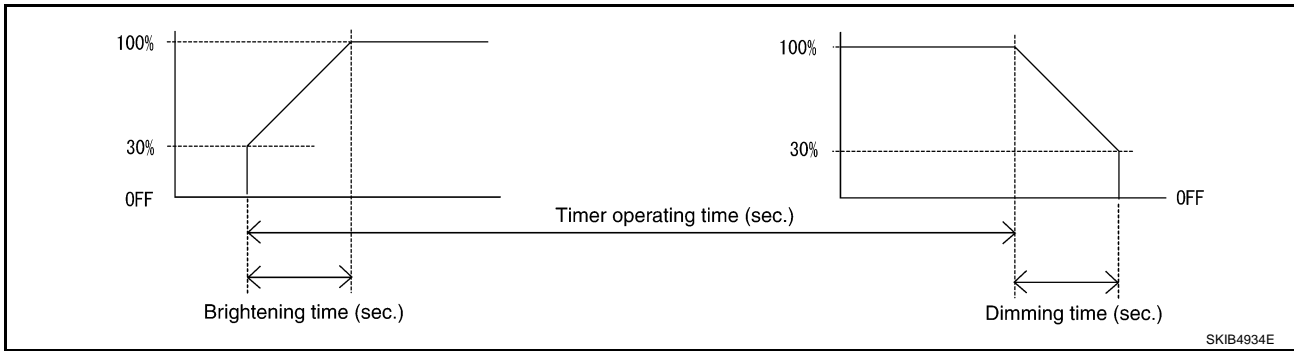 100%
30%
OFF
100%
30%
OFF
Timer operating time (sec.)
Brightening time (sec.)
Dimming time (sec.)
SKIB4934E